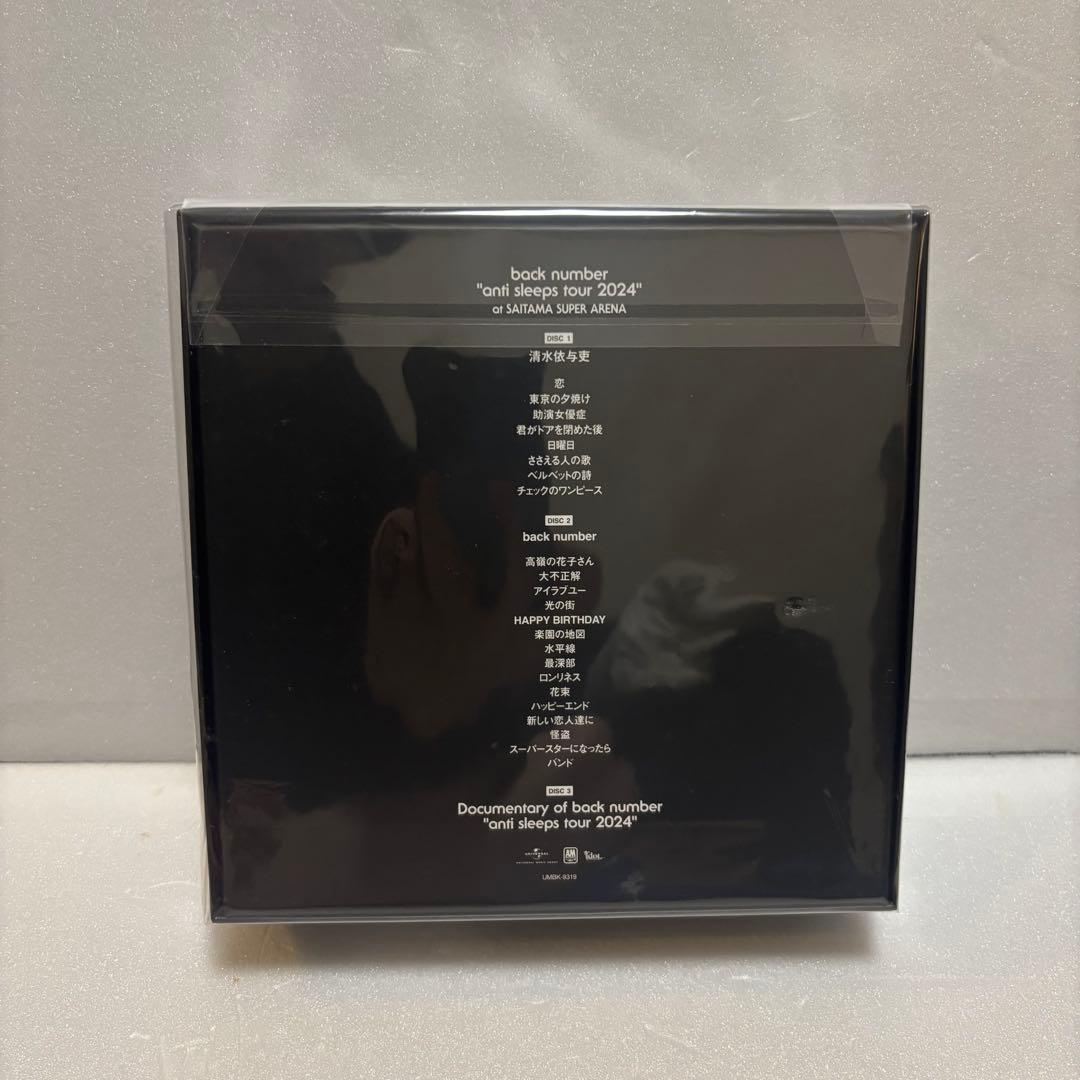 back number
"anti sleeps tour 2024"
at SAITAMA SUPER ARENA
DISC 1
清水依与吏
恋
東京の夕焼け
助演女優症
君がドアを閉めた後
日曜日
ささえる人の歌
ベルベットの詩
チェックのワンピース
DISC 2
back number
高嶺の花子さん
大不正解
アイラブユー
光の街
HAPPY BIRTHDAY
楽園の地図
水平線
最深部
ロンリネス
花束
ハッピーエンド
新しい恋人達に
怪盗
スーパースターになったら
バンド
DISC 3
Documentary of back number
"anti sleeps tour 2024"
UNIVERSAL
UNIVERSAL MUSIC GROUP
A&M
UMBK-9319